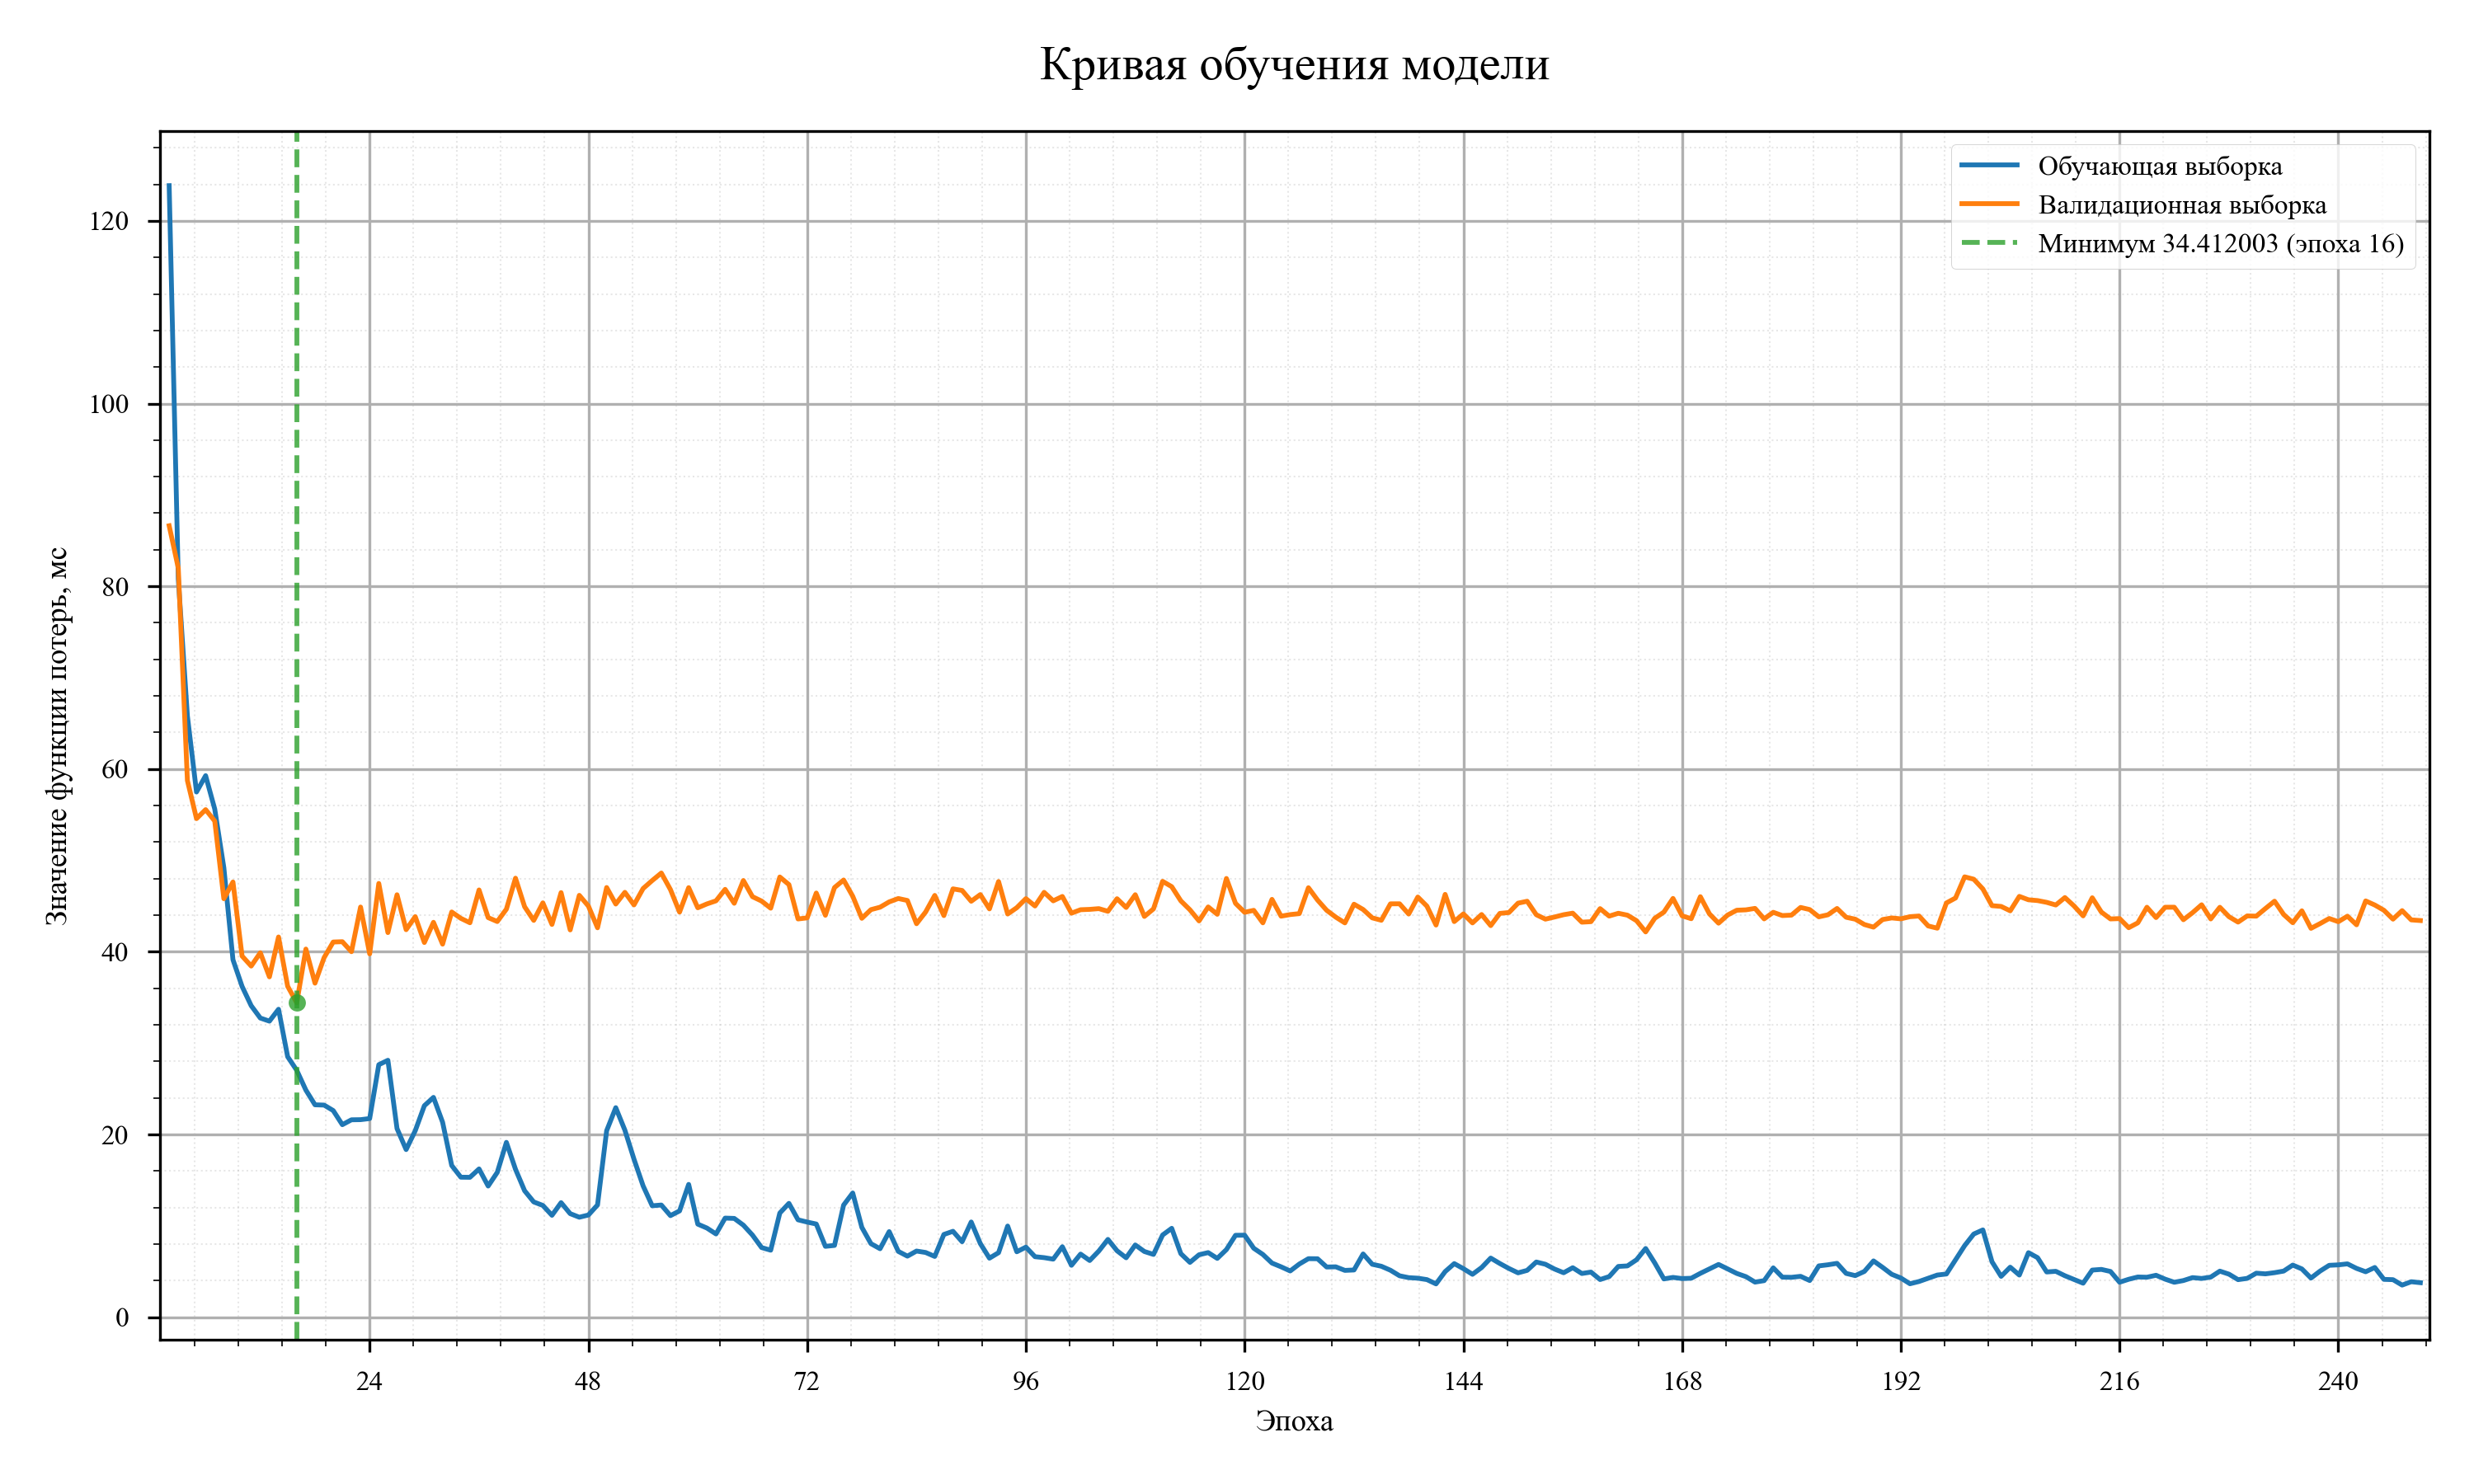 Кривая обучения модели
Обучающая выборка
Валидационная выборка
Минимум 34.412003 (эпоха 16)
Значение функции потерь, мс
120
100
80
60
40
20
0
24 48 72 96 120 144 168 192 216 240
Эпоха